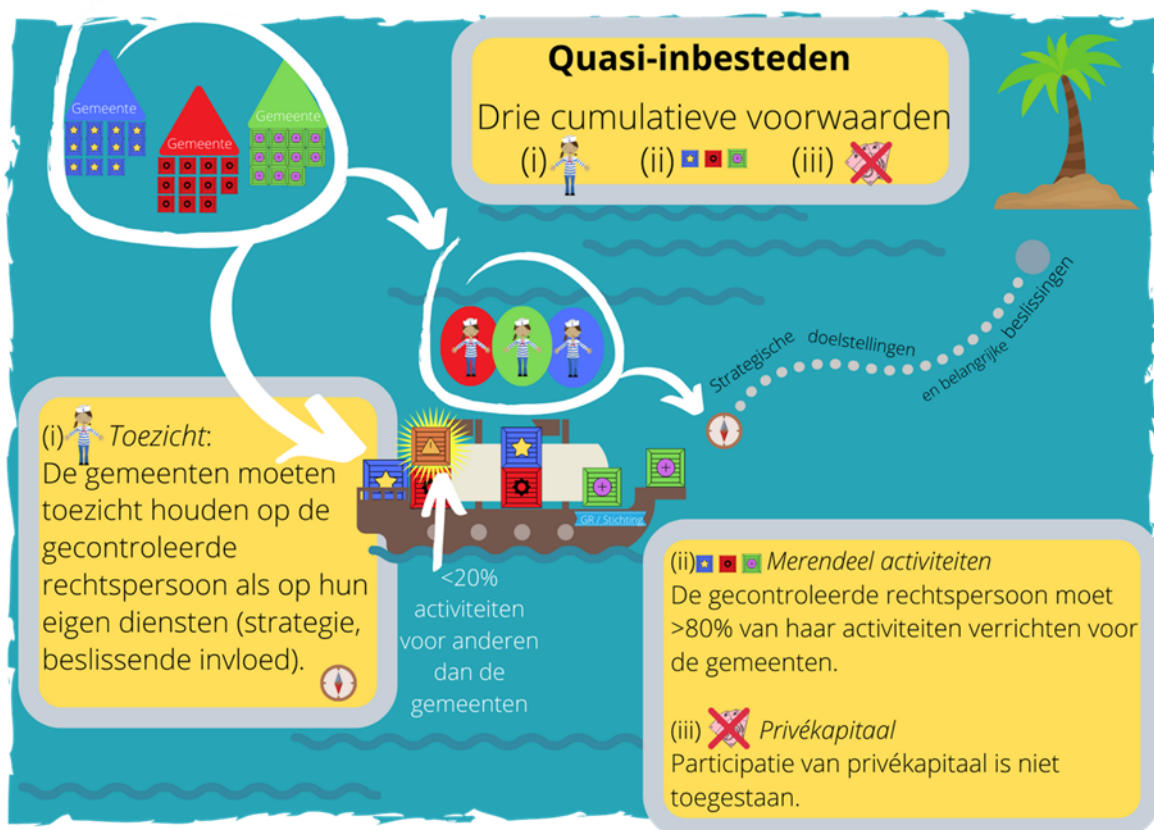 Gemeente
Gemeente
Gemeente
Quasi-inbesteden
Drie cumulatieve voorwaarden
(i) (ii) (iii)
Strategische doelstellingen
en belangrijke beslissingen
(i) Toezicht:
De gemeenten moeten
toezicht houden op de
gecontroleerde
rechtspersoon als op hun
eigen diensten (strategie,
beslissende invloed).
GR / Stichting
<20%
activiteiten
voor anderen
dan de
gemeenten
(ii) Merendeel activiteiten
De gecontroleerde rechtspersoon moet
>80% van haar activiteiten verrichten voor
de gemeenten.
(iii) Privékapitaal
Participatie van privékapitaal is niet
toegestaan.